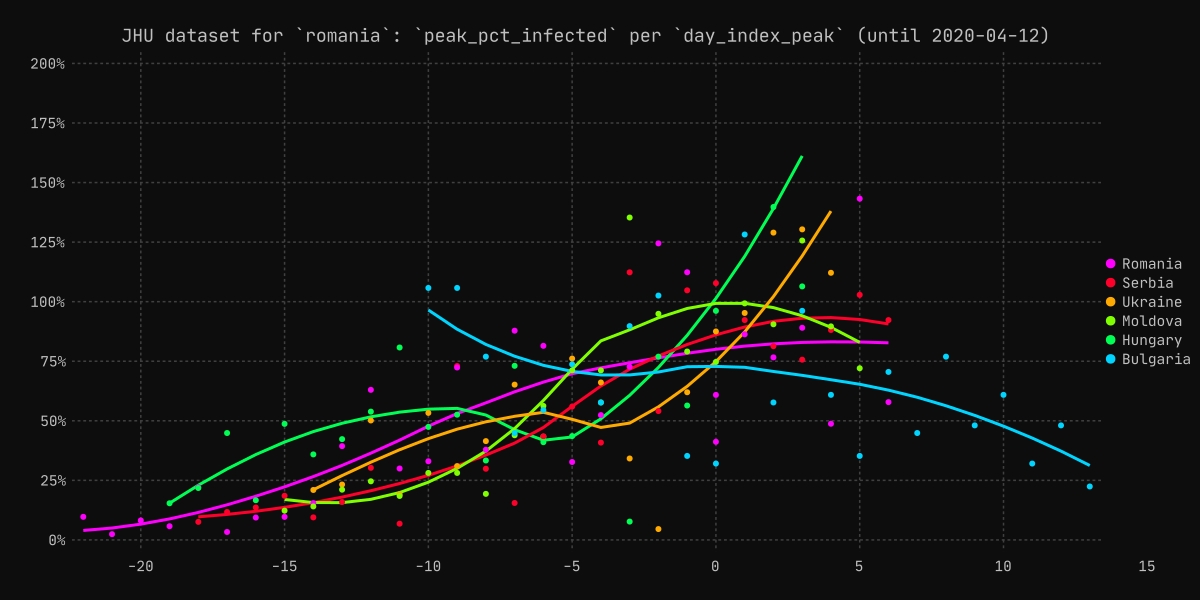 JHU dataset for `romania`: `peak_pct_infected` per `day_index_peak` (until 2020-04-12)
200%
175%
150%
125%
100%
75%
50%
25%
0%
-20
-15
-10
-5
0
5
10
15
Romania
Serbia
Ukraine
Moldova
Hungary
Bulgaria